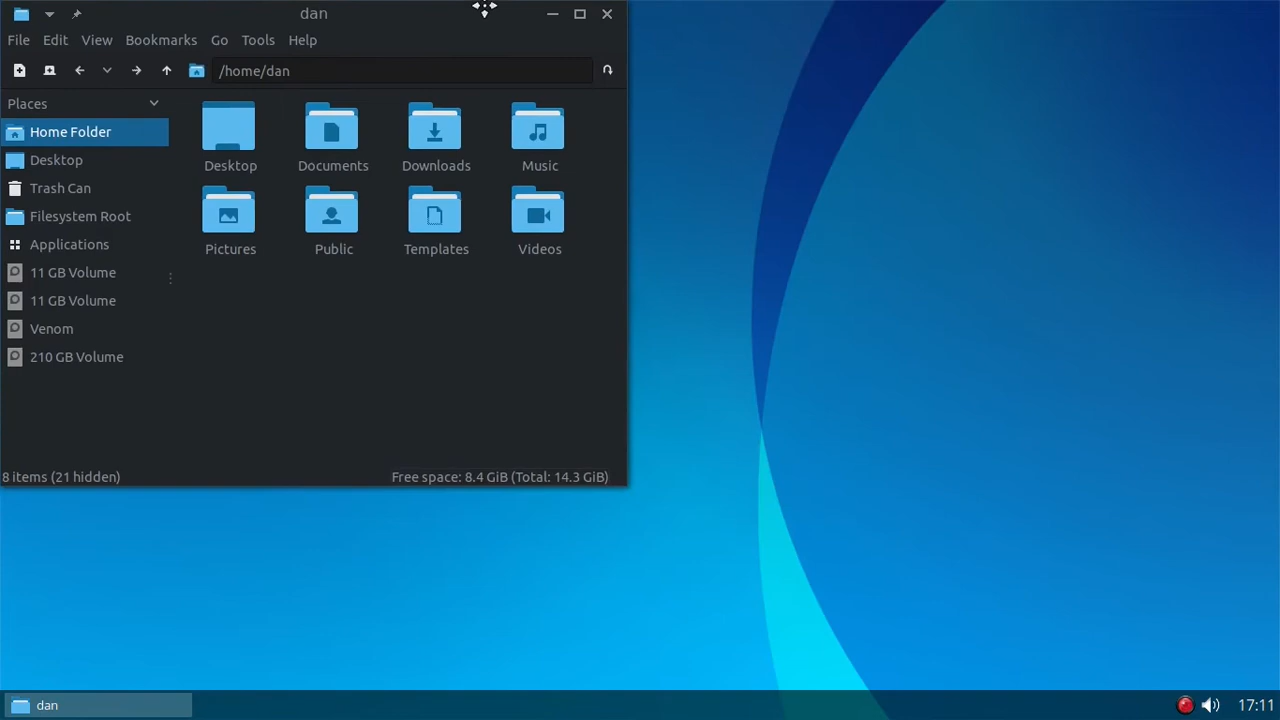 dan
File Edit View Bookmarks Go Tools Help
/home/dan
Places
Home Folder
Desktop
Trash Can
Filesystem Root
Applications
11 GB Volume
11 GB Volume
Venom
210 GB Volume
Desktop Documents Downloads Music
Pictures Public Templates Videos
8 items (21 hidden) Free space: 8.4 GiB (Total: 14.3 GiB)
dan 17:11